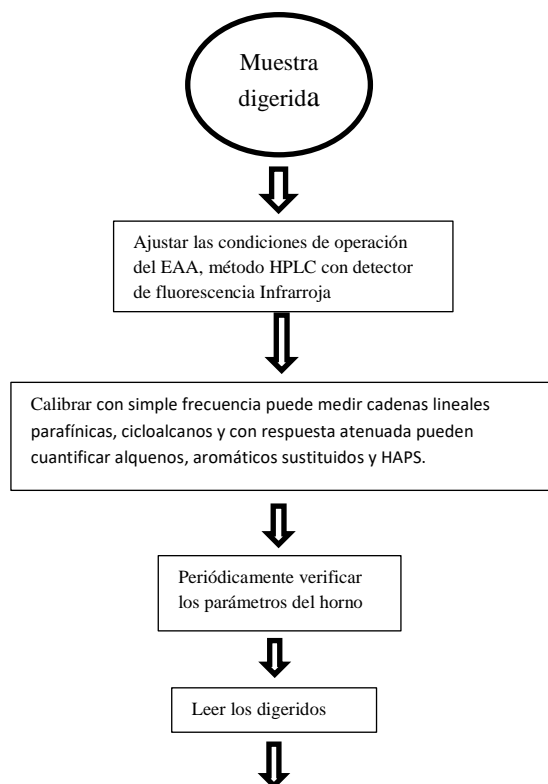 Muestra
digerida
Ajustar las condiciones de operación
del EAA, método HPLC con detector
de fluorescencia Infrarroja
Calibrar con simple frecuencia puede medir cadenas lineales
parafínicas, cicloalcanos y con respuesta atenuada pueden
cuantificar alquenos, aromáticos sustituidos y HAPS.
Periódicamente verificar
los parámetros del horno
Leer los digeridos